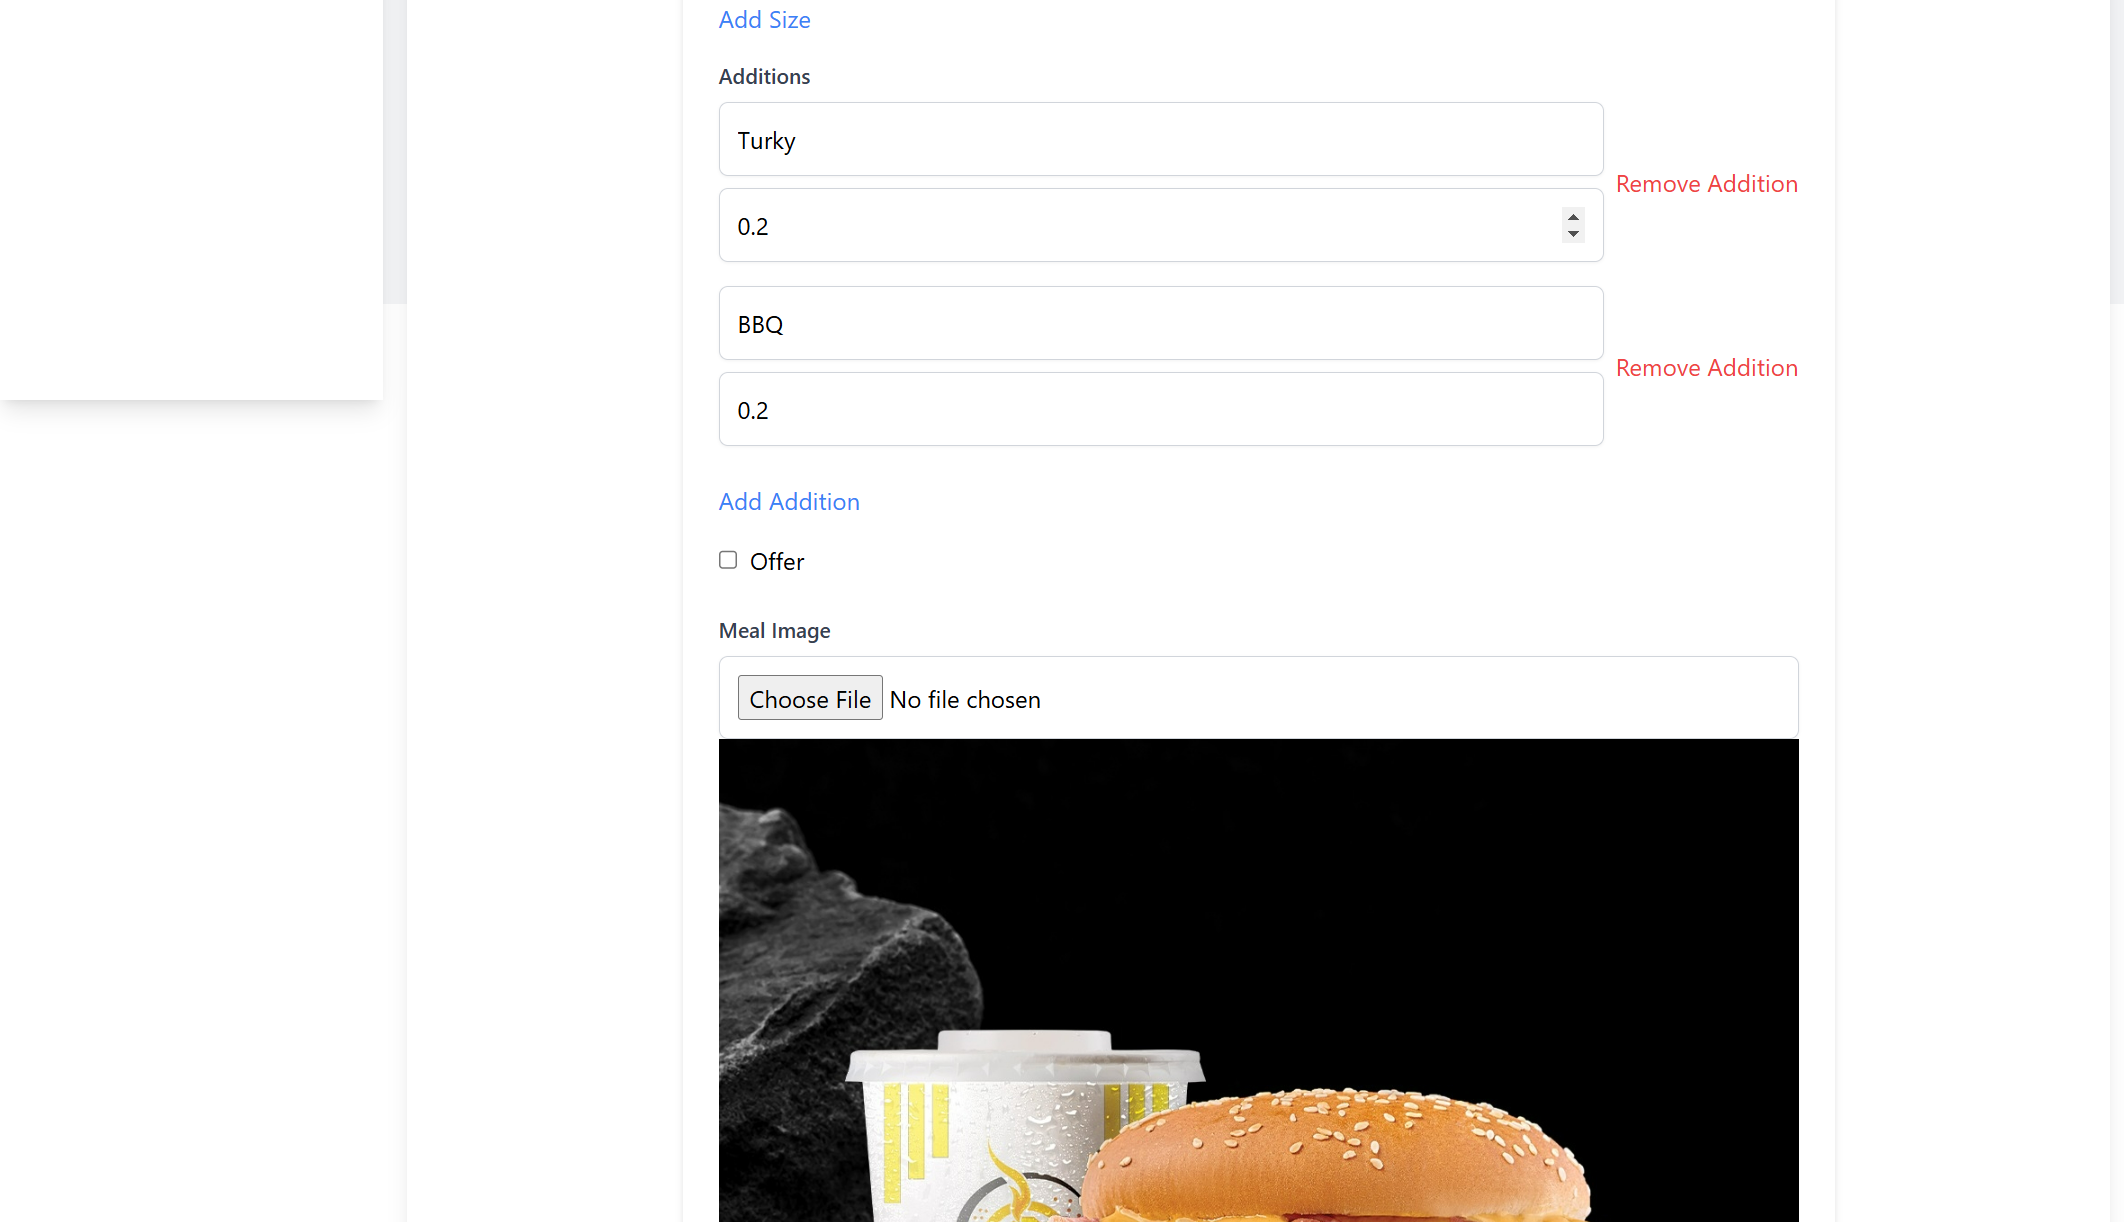 Add Size
Additions
Turky
Remove Addition
0.2
BBQ
Remove Addition
0.2
Add Addition
Offer
Meal Image
Choose File No file chosen